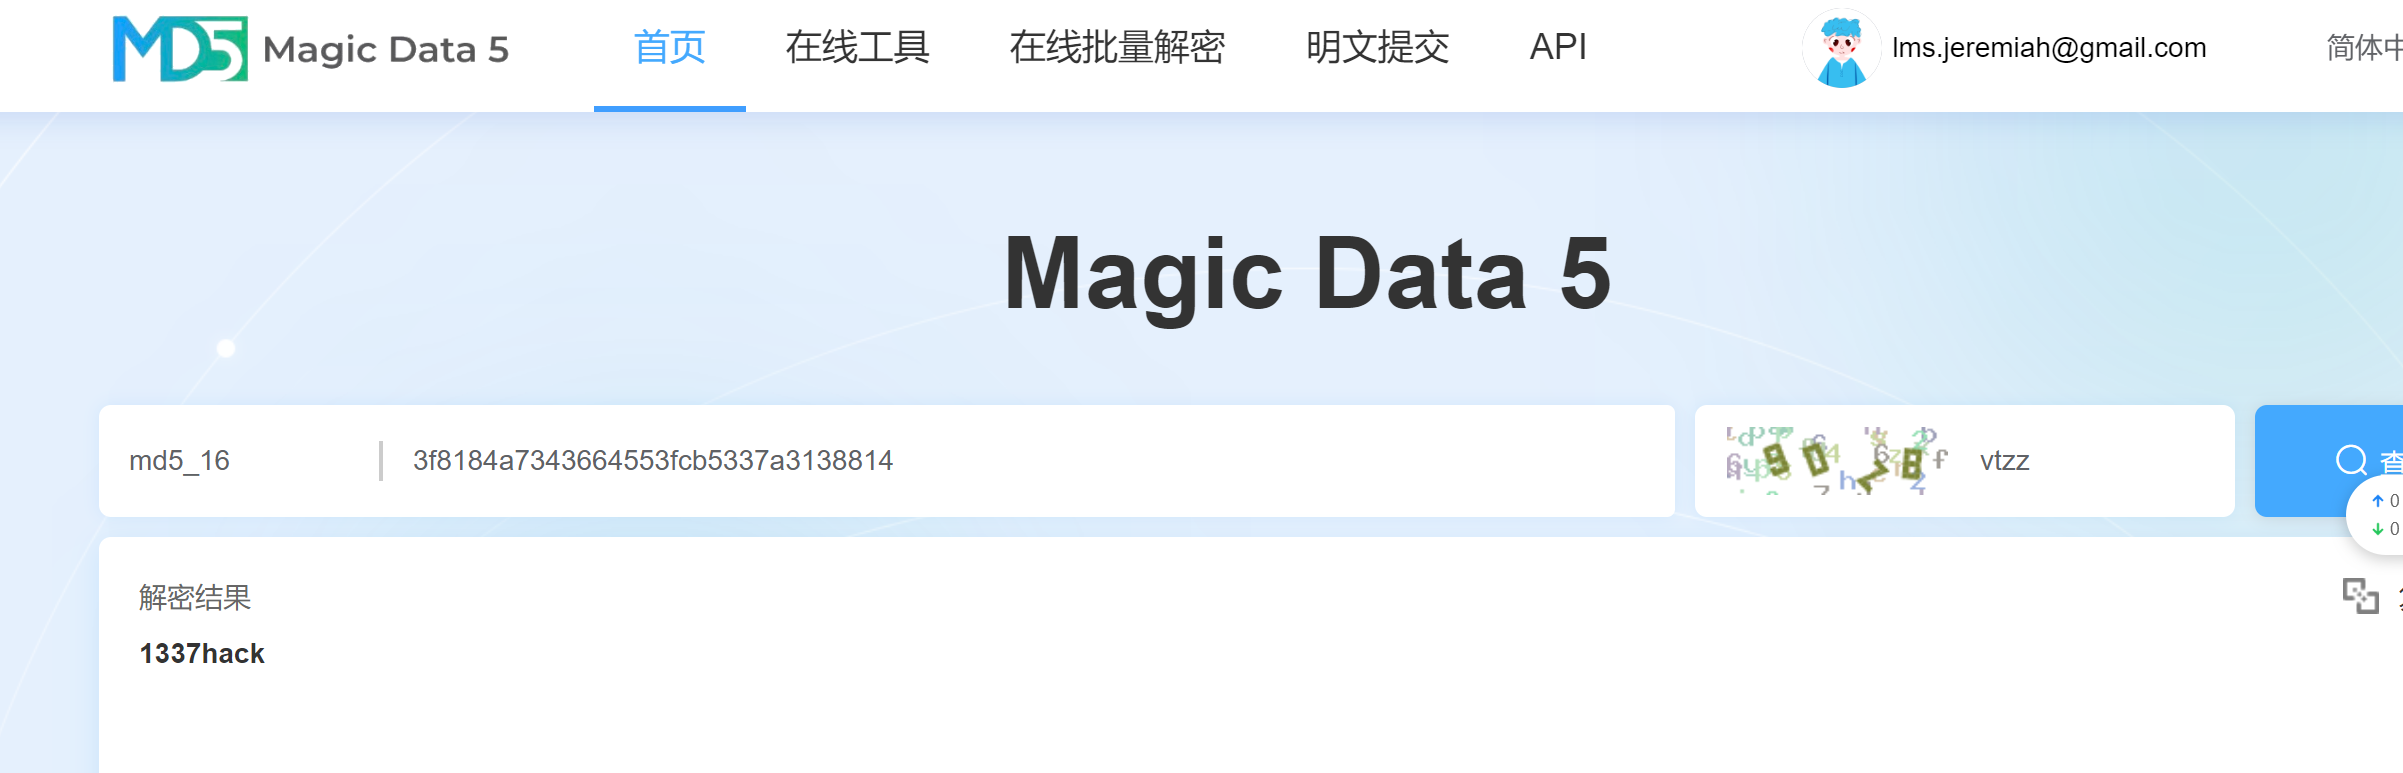 MD5 Magic Data 5 首页 在线工具 在线批量解密 明文提交 API lms.jeremiah@gmail.com 简体中
Magic Data 5
md5_16 3f8184a7343664553fcb5337a3138814 vtzz 查
↑ 0
↓ 0
解密结果
1337hack